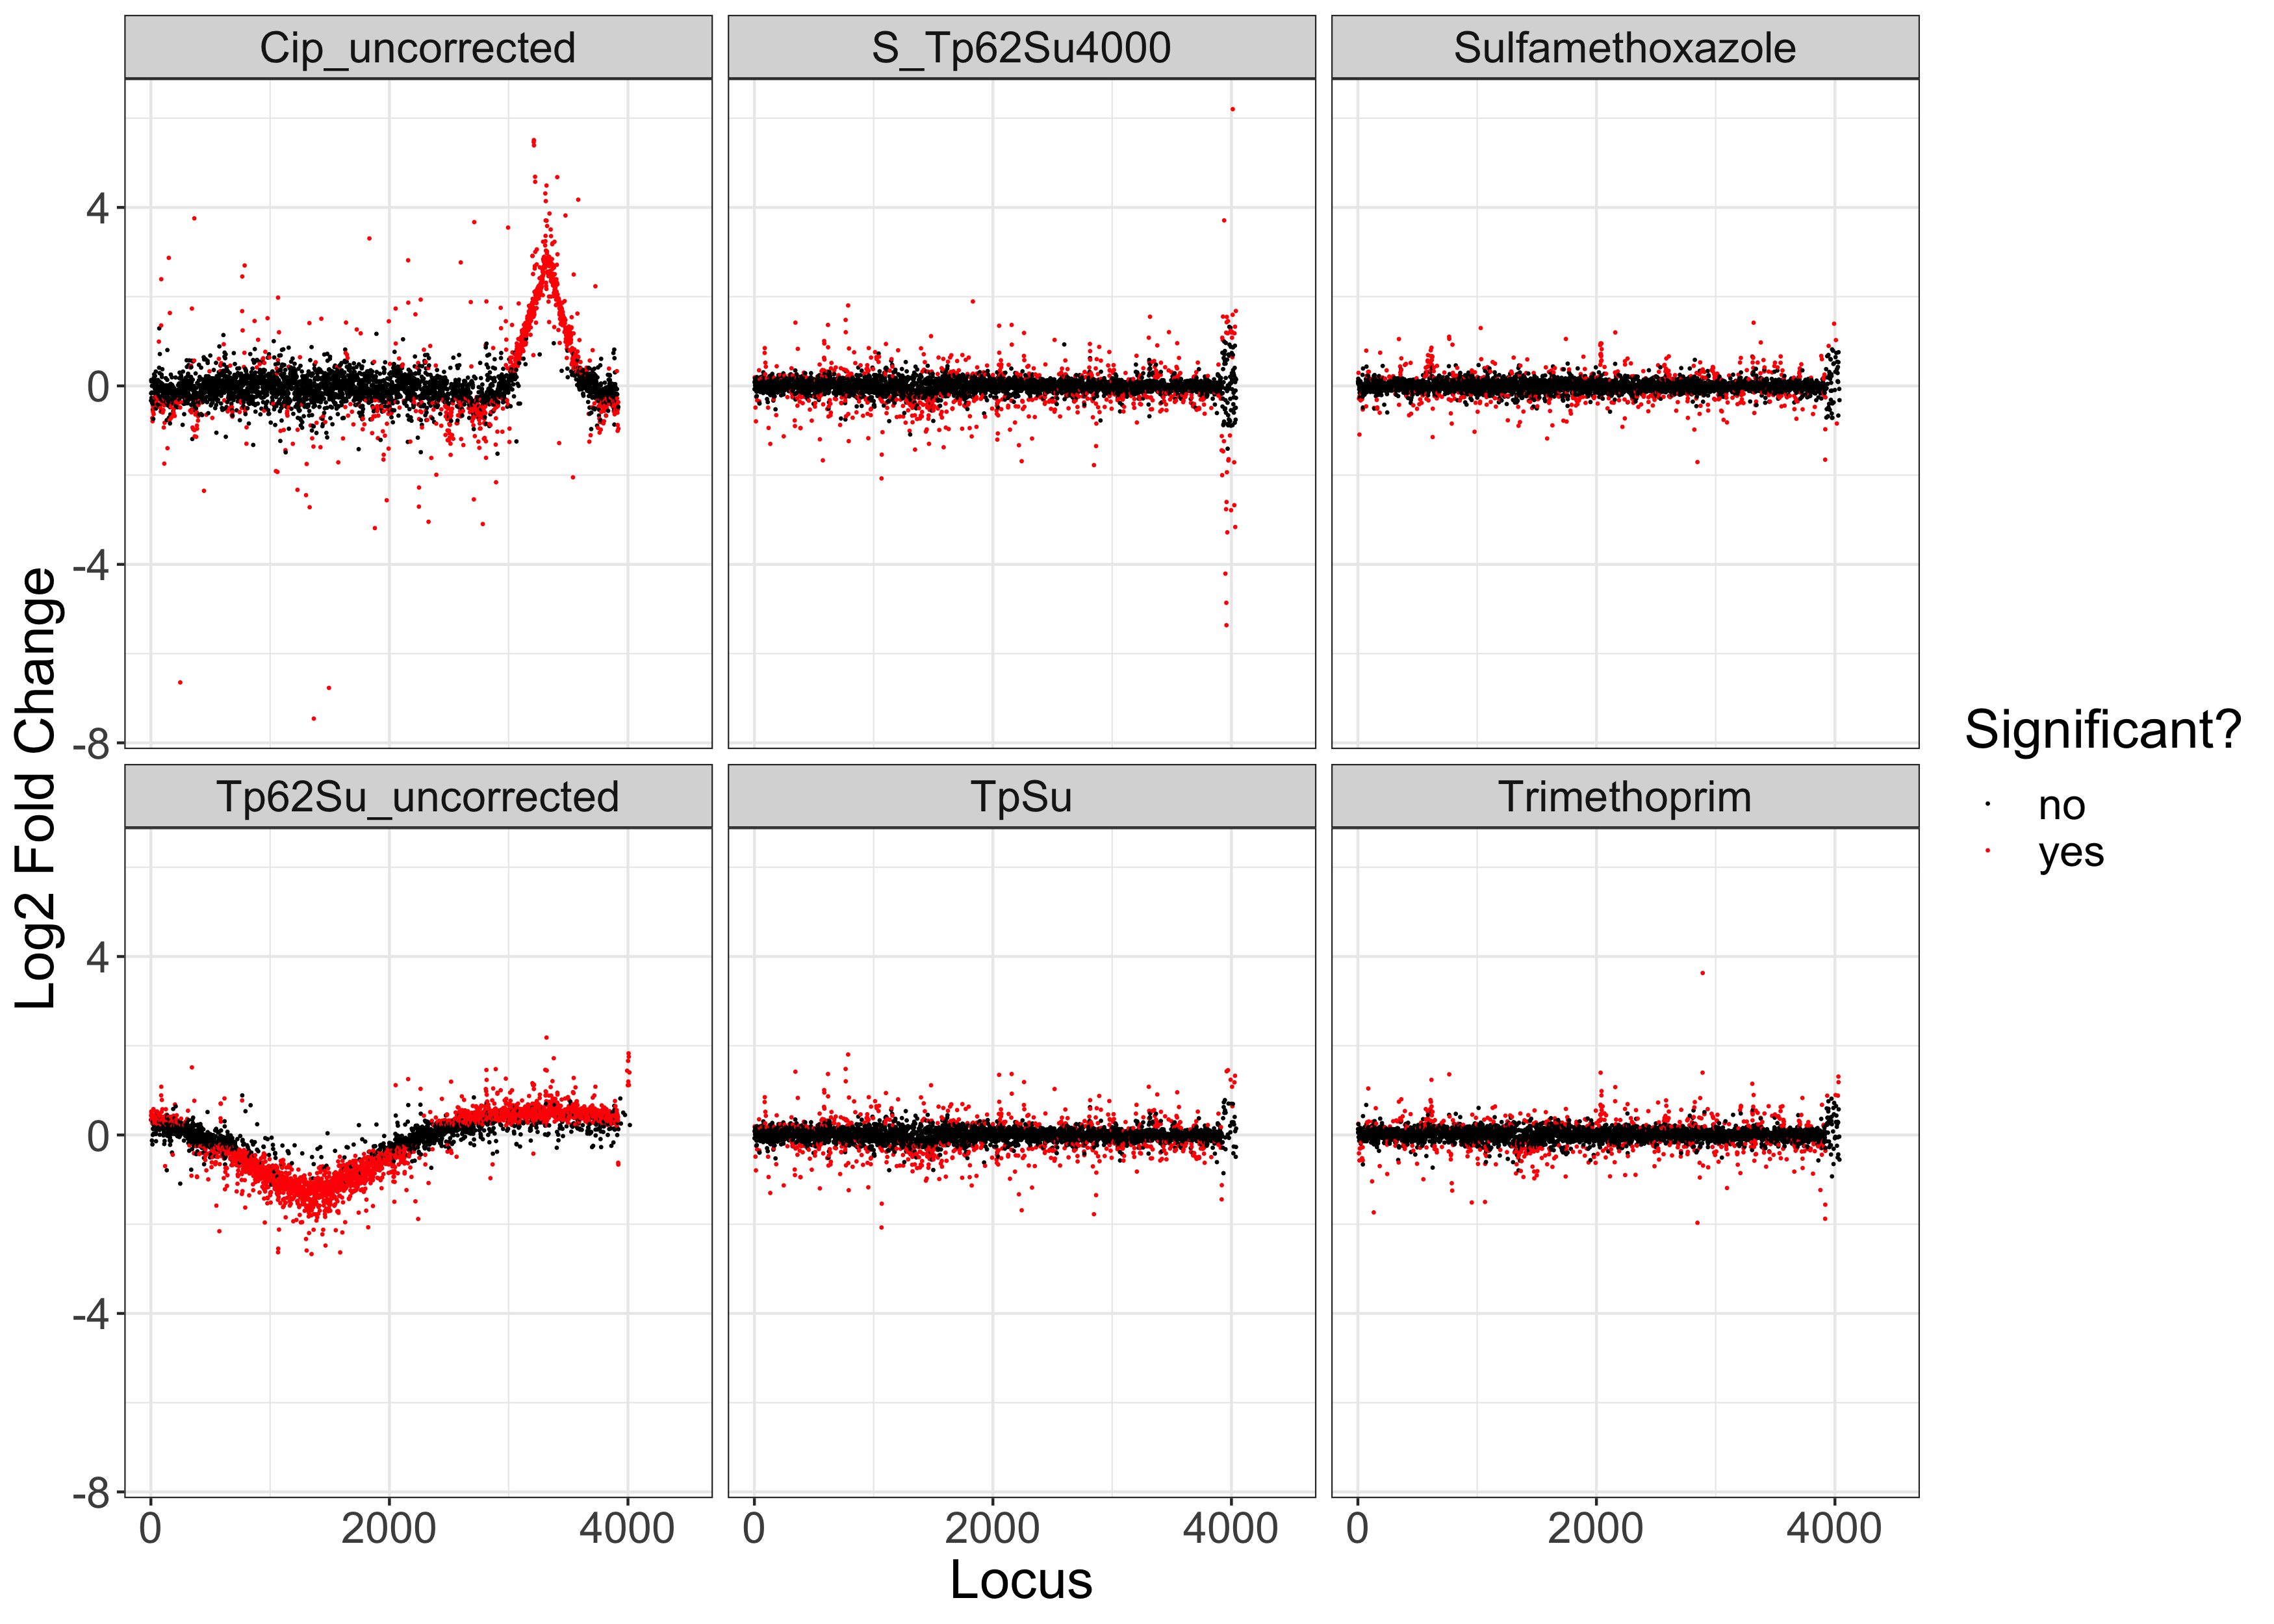 Cip_uncorrected
S_Tp62Su4000
Sulfamethoxazole
4
0
-4
-8
Tp62Su_uncorrected
TpSu
Trimethoprim
4
0
-4
-8
0
2000
4000
0
2000
4000
0
2000
4000
Locus
Log2 Fold Change
Significant?
no
yes